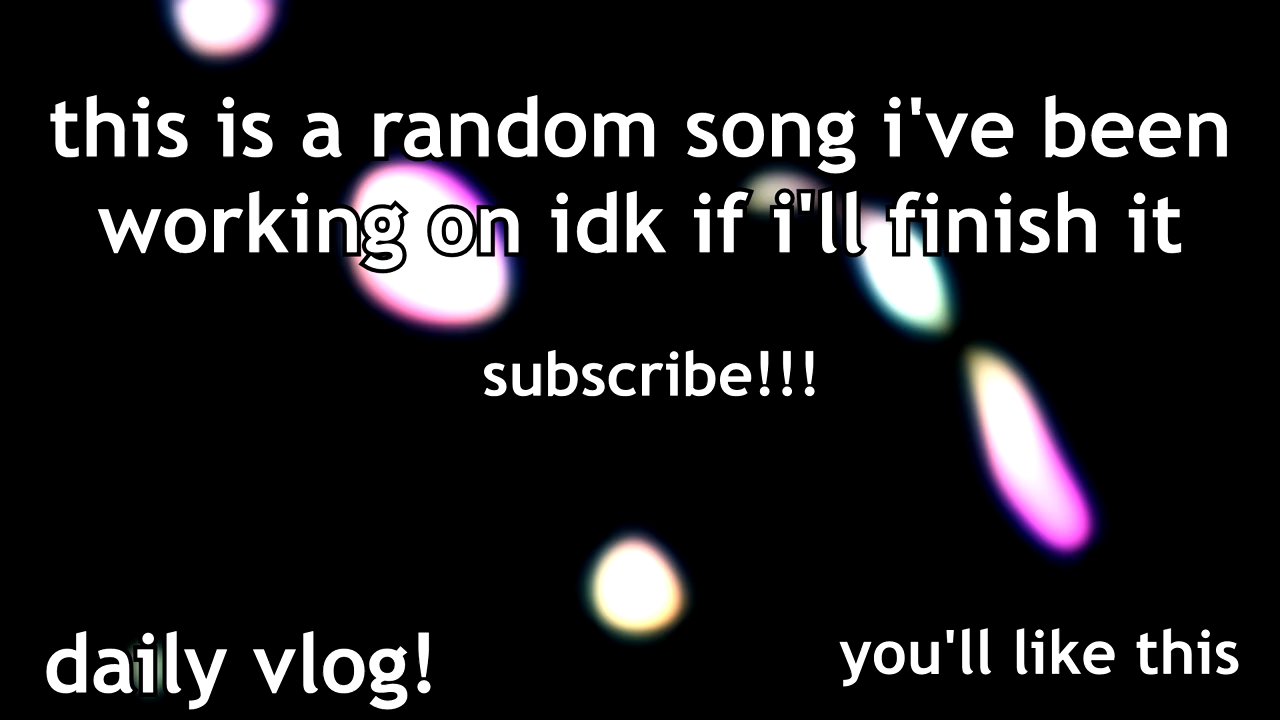 this is a random song i've been
working on idk if i'll finish it
subscribe!!!
daily vlog!
you'll like this